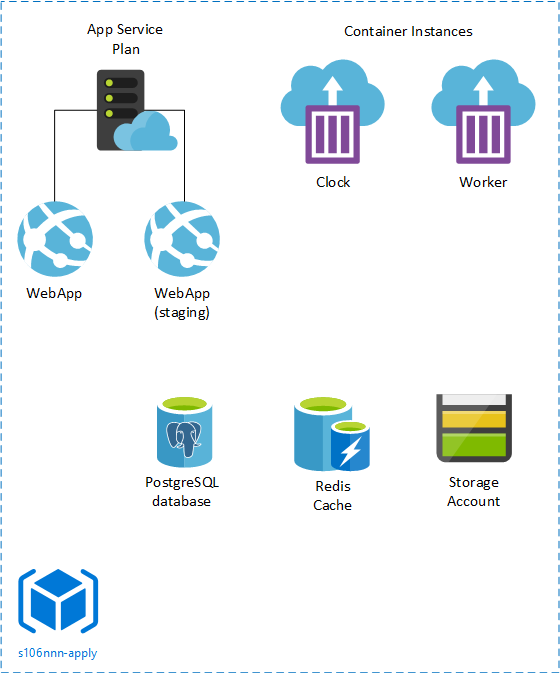 App Service
Plan
Container Instances
Clock
Worker
WebApp
WebApp
(staging)
PostgreSQL
database
Redis
Cache
Storage
Account
s106nnn-apply